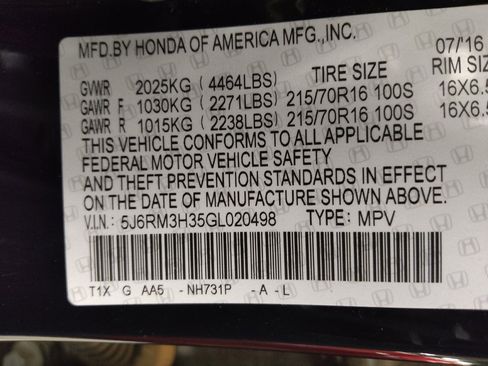 MFD.BY HONDA OF AMERICA MFG.,INC. 07/16
TIRE SIZE RIM SIZ
GVWR 2025KG ( 4464LBS)
GAWR F 1030KG ( 2271LBS) 215/70R16 100S 16X6.5
GAWR R 1015KG ( 2238LBS) 215/70R16 100S 16X6.5
THIS VEHICLE CONFORMS TO ALL APPLICABLE
FEDERAL MOTOR VEHICLE SAFETY
AND THEFT PREVENTION STANDARDS IN EFFECT
ON THE DATE OF MANUFACTURE SHOWN ABOVE.
V.I.N.: 5J6RM3H35GL020498 TYPE: MPV
T1X G AA5 - NH731P - A - L